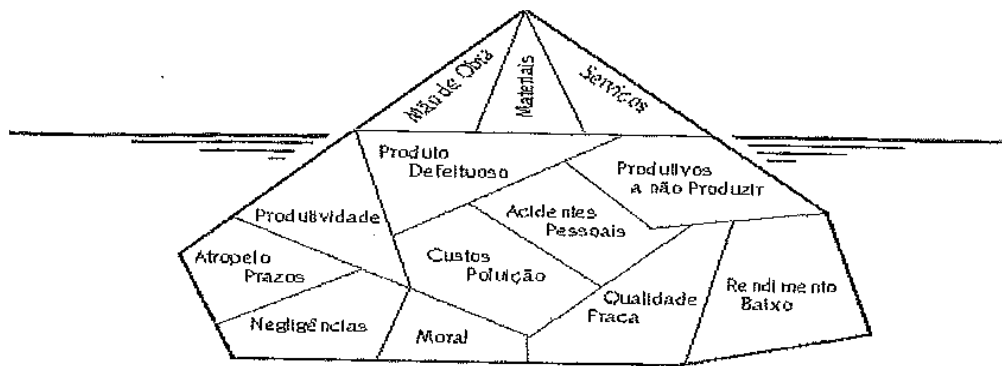 Mão de Obra
Materiais
Serviços
Produto
Defeituoso
Produtivos
a não Produzir
Produtividade
Acidentes
Pessoais
Atropelo
Prazos
Custos
Poluição
Rendimento
Baixo
Qualidade
Fraca
Negligências
Moral